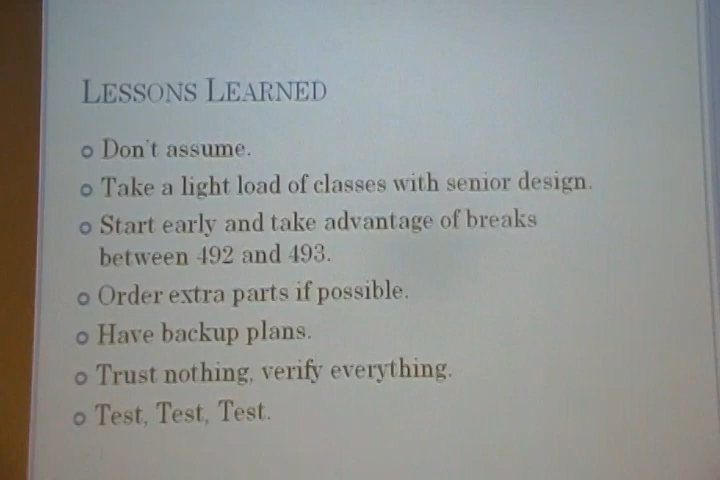 LESSONS LEARNED
Don't assume.
Take a light load of classes with senior design.
Start early and take advantage of breaks
between 492 and 493.
Order extra parts if possible.
Have backup plans.
Trust nothing, verify everything.
Test, Test, Test.